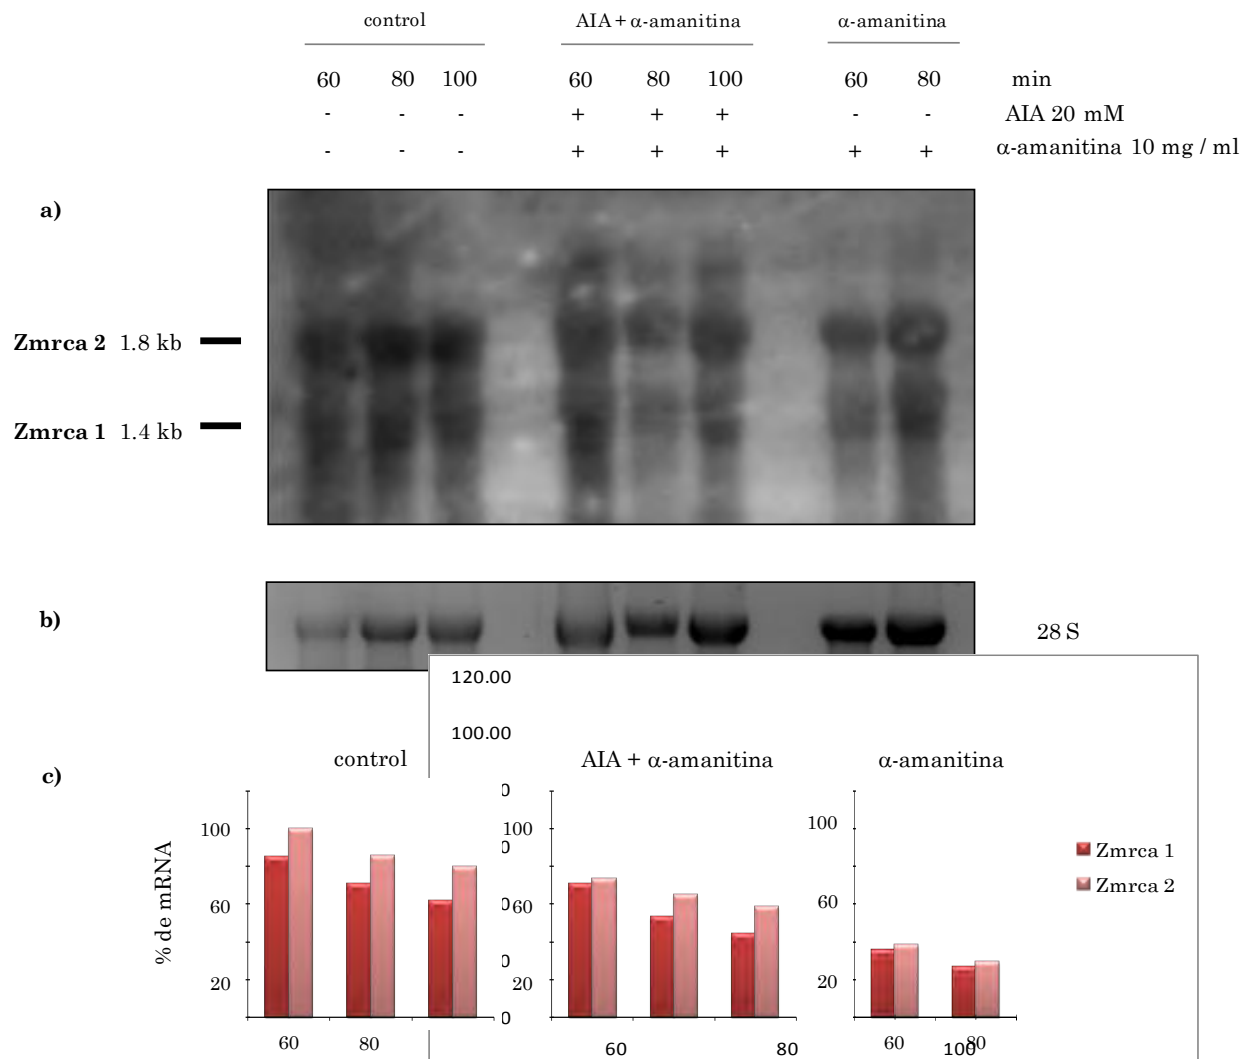 control AIA + α-amanitina α-amanitina
60 80 100 60 80 100 60 80 min
- - - + + + - - AIA 20 mM
- - - + + + + + α-amanitina 10 mg / ml
a)
Zmrca 2 1.8 kb
Zmrca 1 1.4 kb
b)
28 S
120.00
100.00
c)
control AIA + α-amanitina α-amanitina
% de mRNA
100
60
20
60 80
0
100
0
60
0
20
0
60 80 100
100
60
20
60 80
Zmrca 1
Zmrca 2